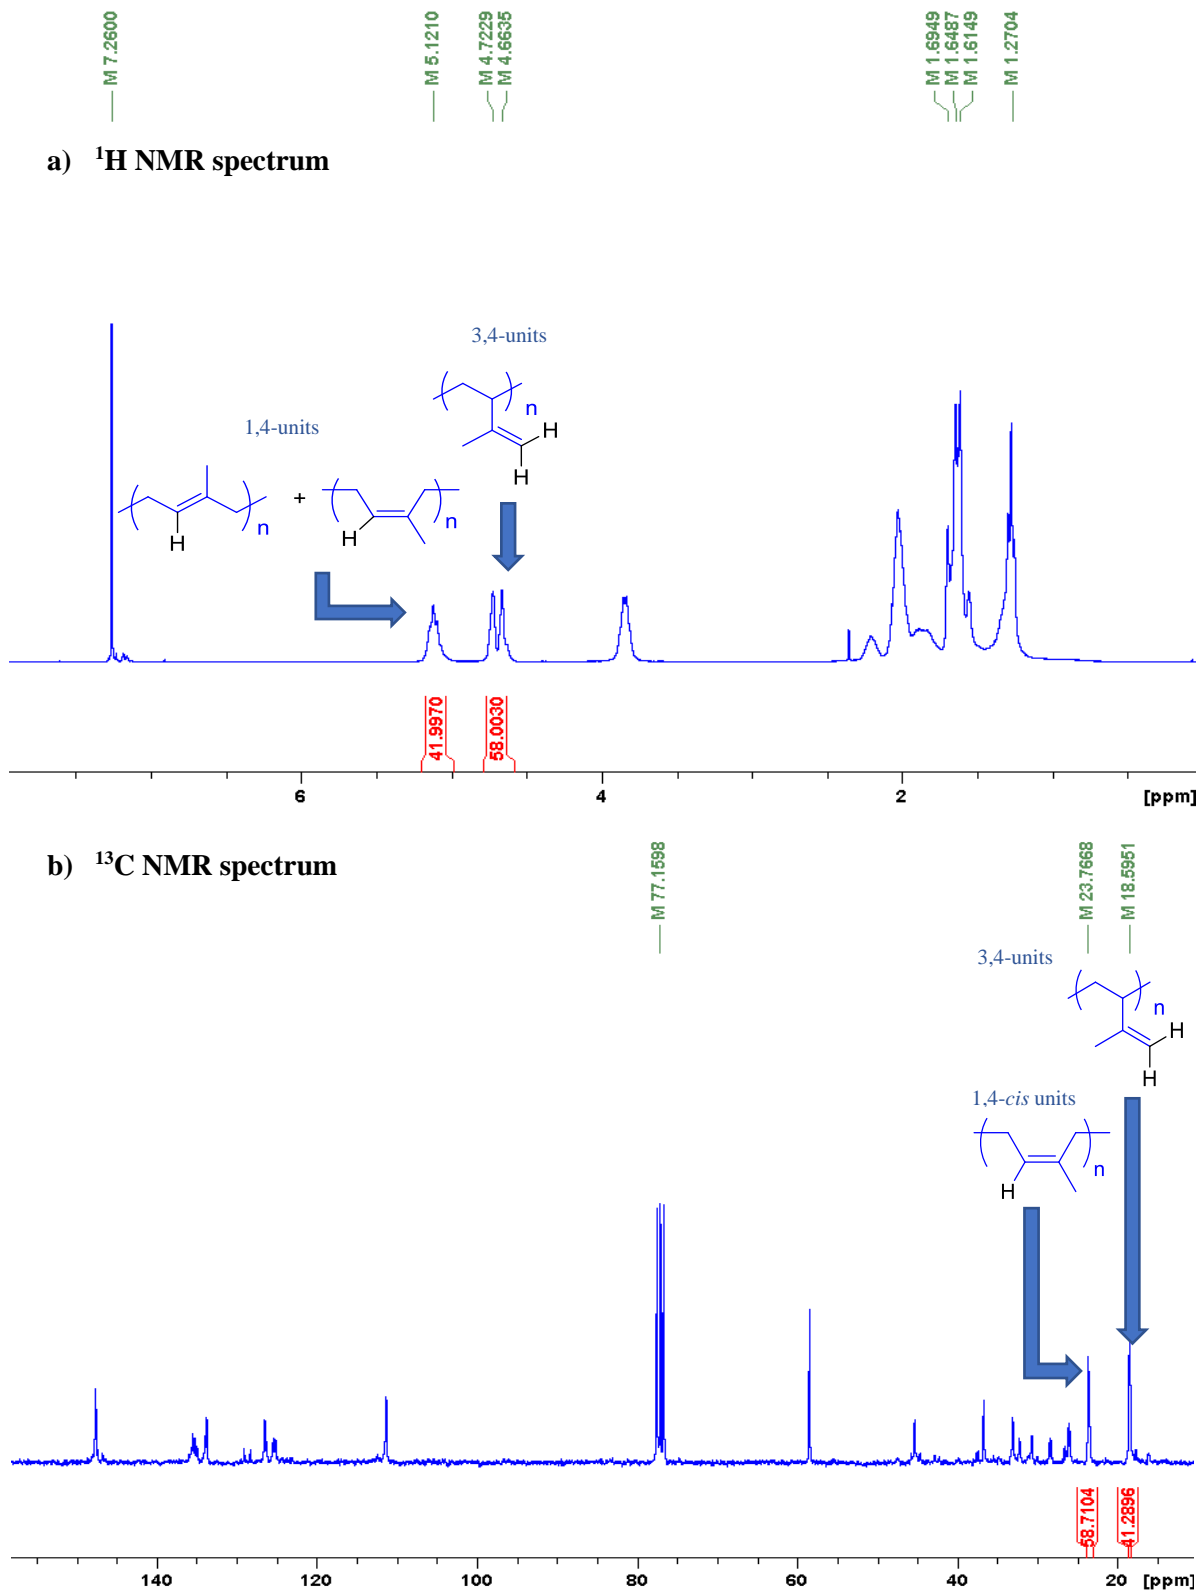 M 7.2600
M 5.1210
M 4.7229
M 4.6635
M 1.6949
M 1.6487
M 1.6149
M 1.2704
a) ¹H NMR spectrum
3,4-units
n
H
H
1,4-units
n
H
+
n
H
41.9970
58.0030
6
4
2
[ppm]
b) ¹³C NMR spectrum
M 77.1598
M 23.7668
M 18.5951
3,4-units
n
H
H
1,4-cis units
n
H
58.7104
41.2896
140
120
100
80
60
40
20
[ppm]